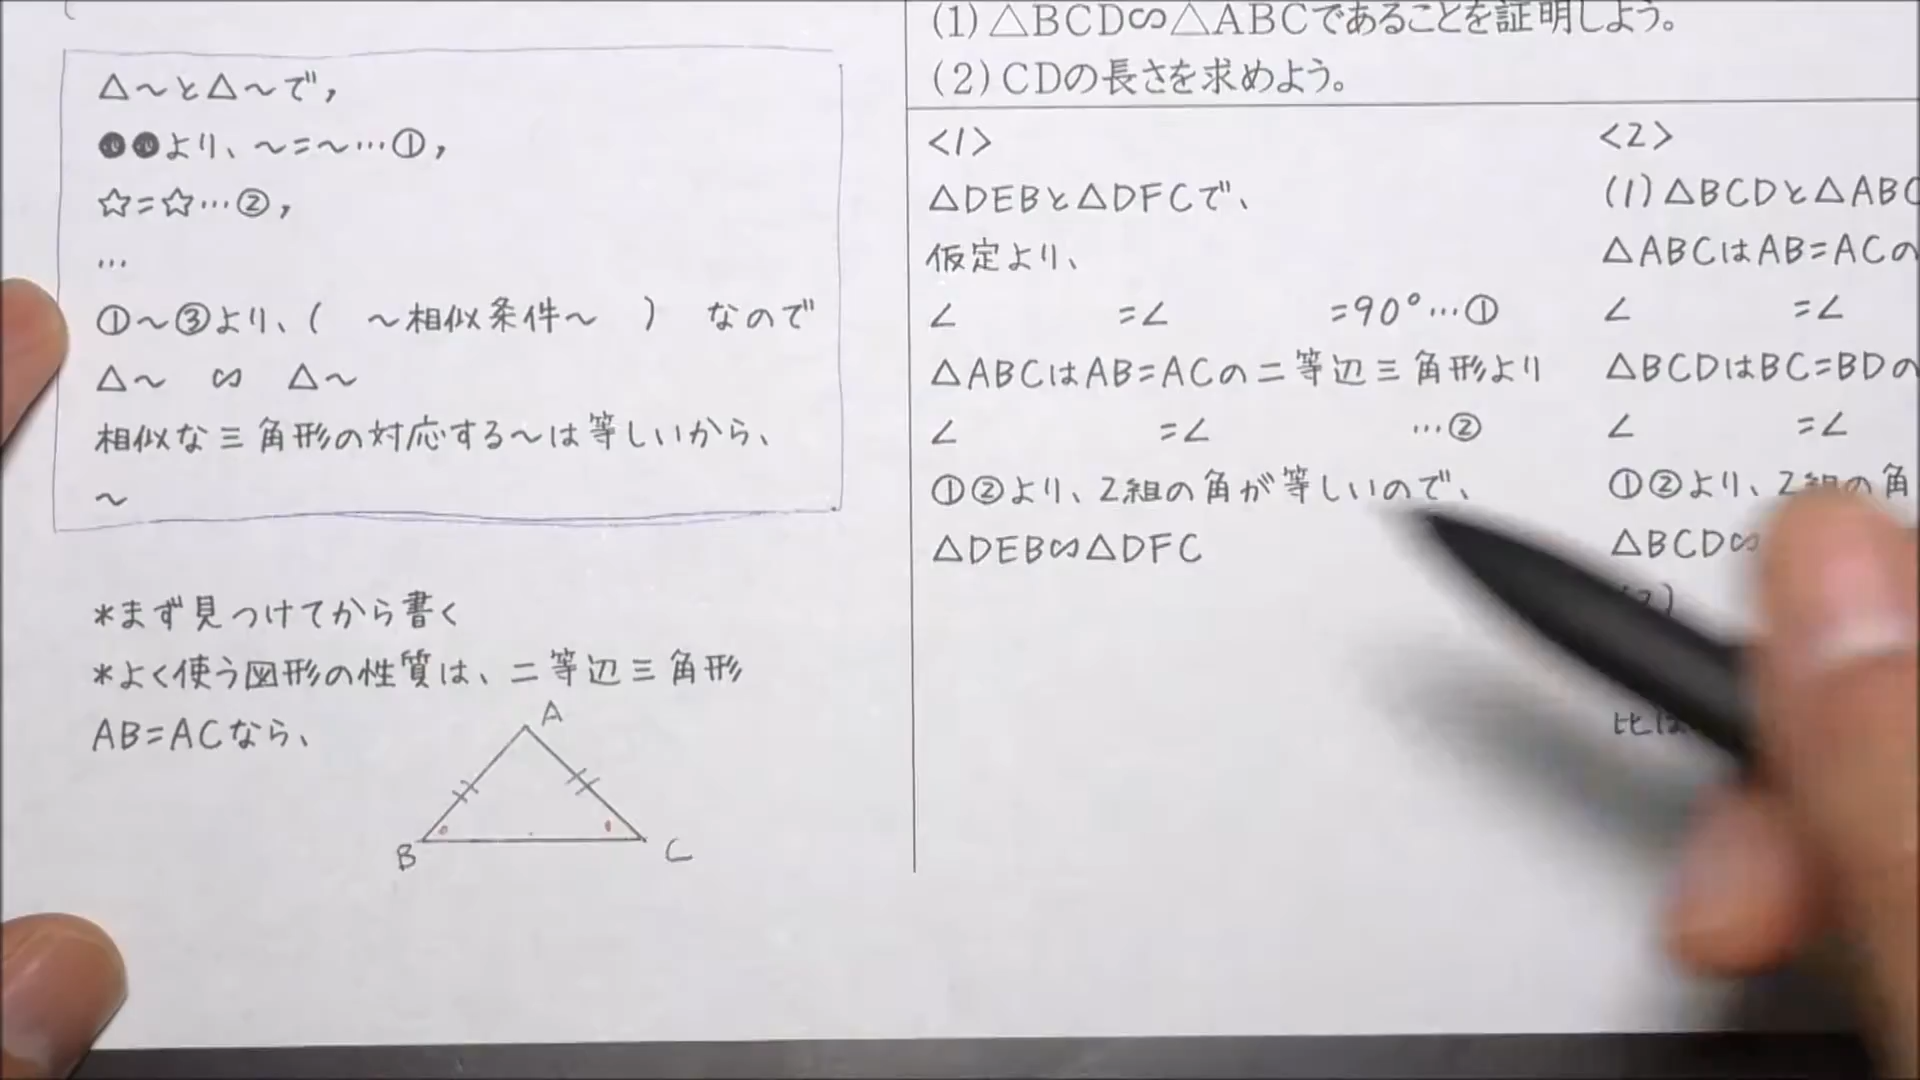 △～と△～で，
●●より、～=～…①，
☆=☆…②，
…
①～③より、(　～相似条件～　)　なので
△～　∽　△～
相似な三角形の対応する～は等しいから、
～
*まず見つけてから書く
*よく使う図形の性質は、二等辺三角形
AB=ACなら、
A
B
C
(1)△BCD∽△ABCであることを証明しよう。
(2)CDの長さを求めよう。
<1>
△DEBと△DFCで、
仮定より、
∠　=∠　=90°…①
△ABCはAB=ACの二等辺三角形より
∠　=∠　…②
①②より、2組の角が等しいので、
△DEB∽△DFC
<2>
(1)△BCDと△ABC
△ABCはAB=ACの
∠　=∠
△BCDはBC=BDの
∠　=∠
①②より、2組の角
△BCD∽
比は